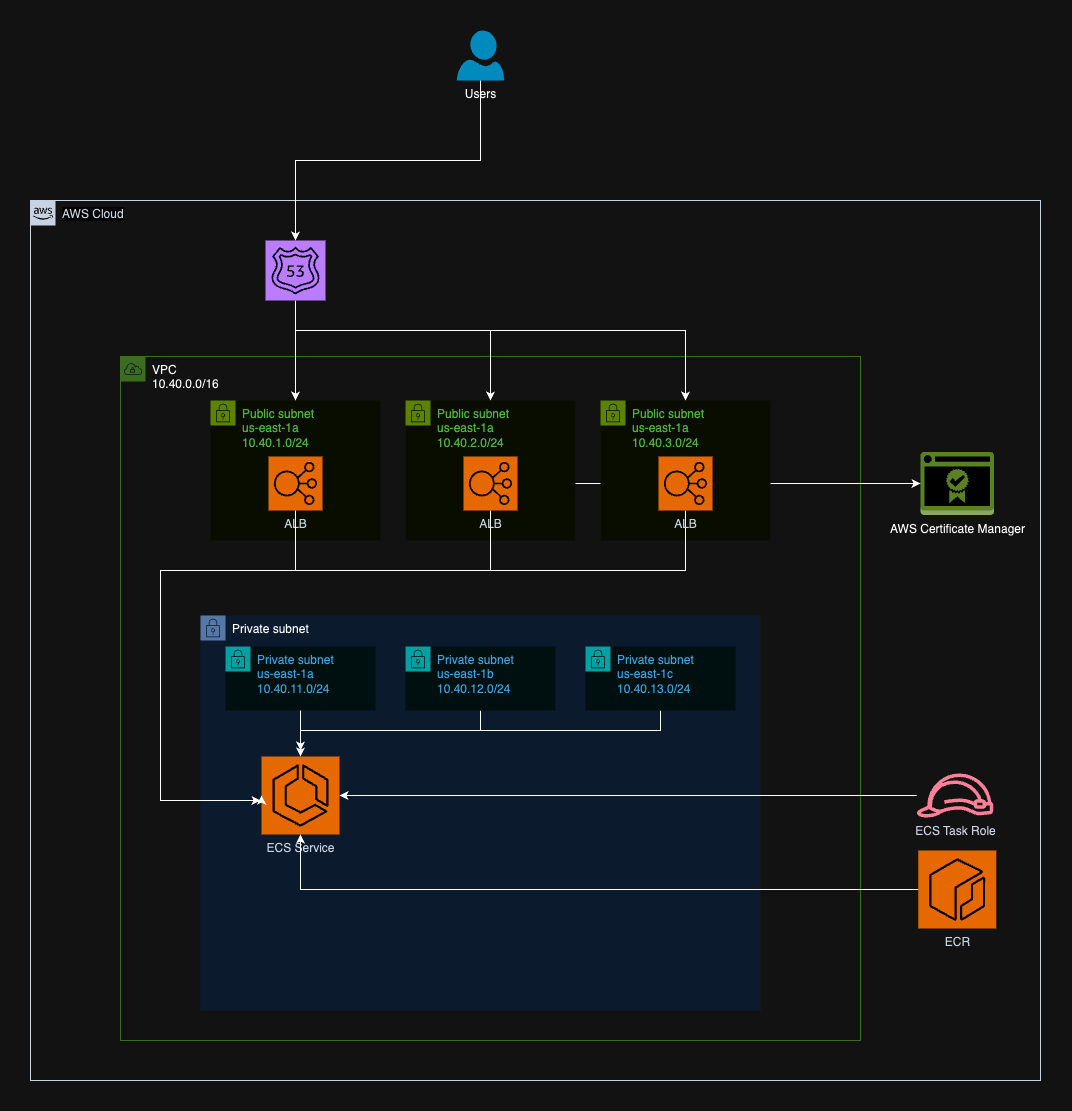 Users
aws
AWS Cloud
53
VPC
10.40.0.0/16
Public subnet
us-east-1a
10.40.1.0/24
ALB
Public subnet
us-east-1a
10.40.2.0/24
ALB
Public subnet
us-east-1a
10.40.3.0/24
ALB
AWS Certificate Manager
Private subnet
Private subnet
us-east-1a
10.40.11.0/24
Private subnet
us-east-1b
10.40.12.0/24
Private subnet
us-east-1c
10.40.13.0/24
ECS Service
ECS Task Role
ECR